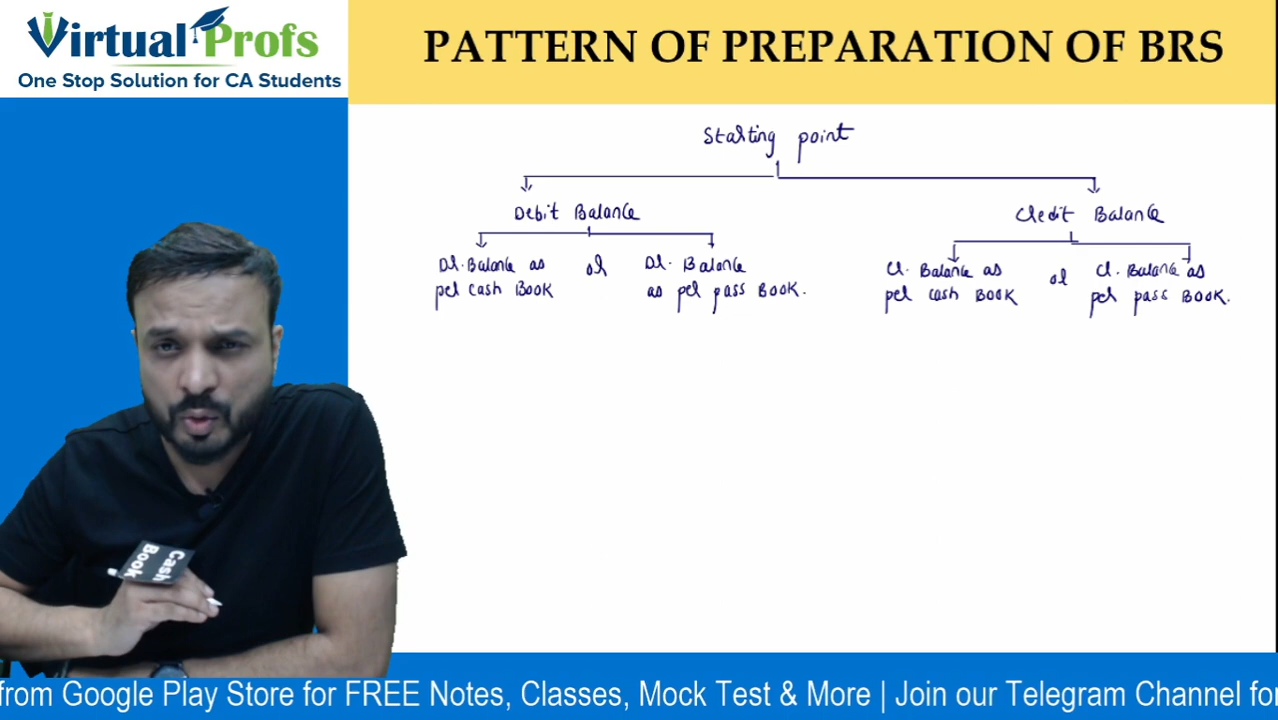 Virtual Profs
One Stop Solution for CA Students
PATTERN OF PREPARATION OF BRS
Starting point
Debit Balance
Credit Balance
Dr. Balance as
per cash Book
or
Dr. Balance
as per pass Book.
Cr. Balance as
per cash Book
or
Cr. Balance as
per pass Book.
Cash
Book
from Google Play Store for FREE Notes, Classes, Mock Test & More | Join our Telegram Channel for